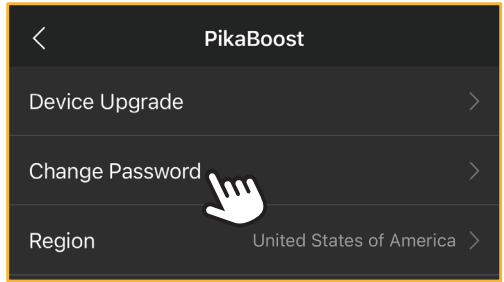 PikaBoost
Device Upgrade
Change Password
Region United States of America